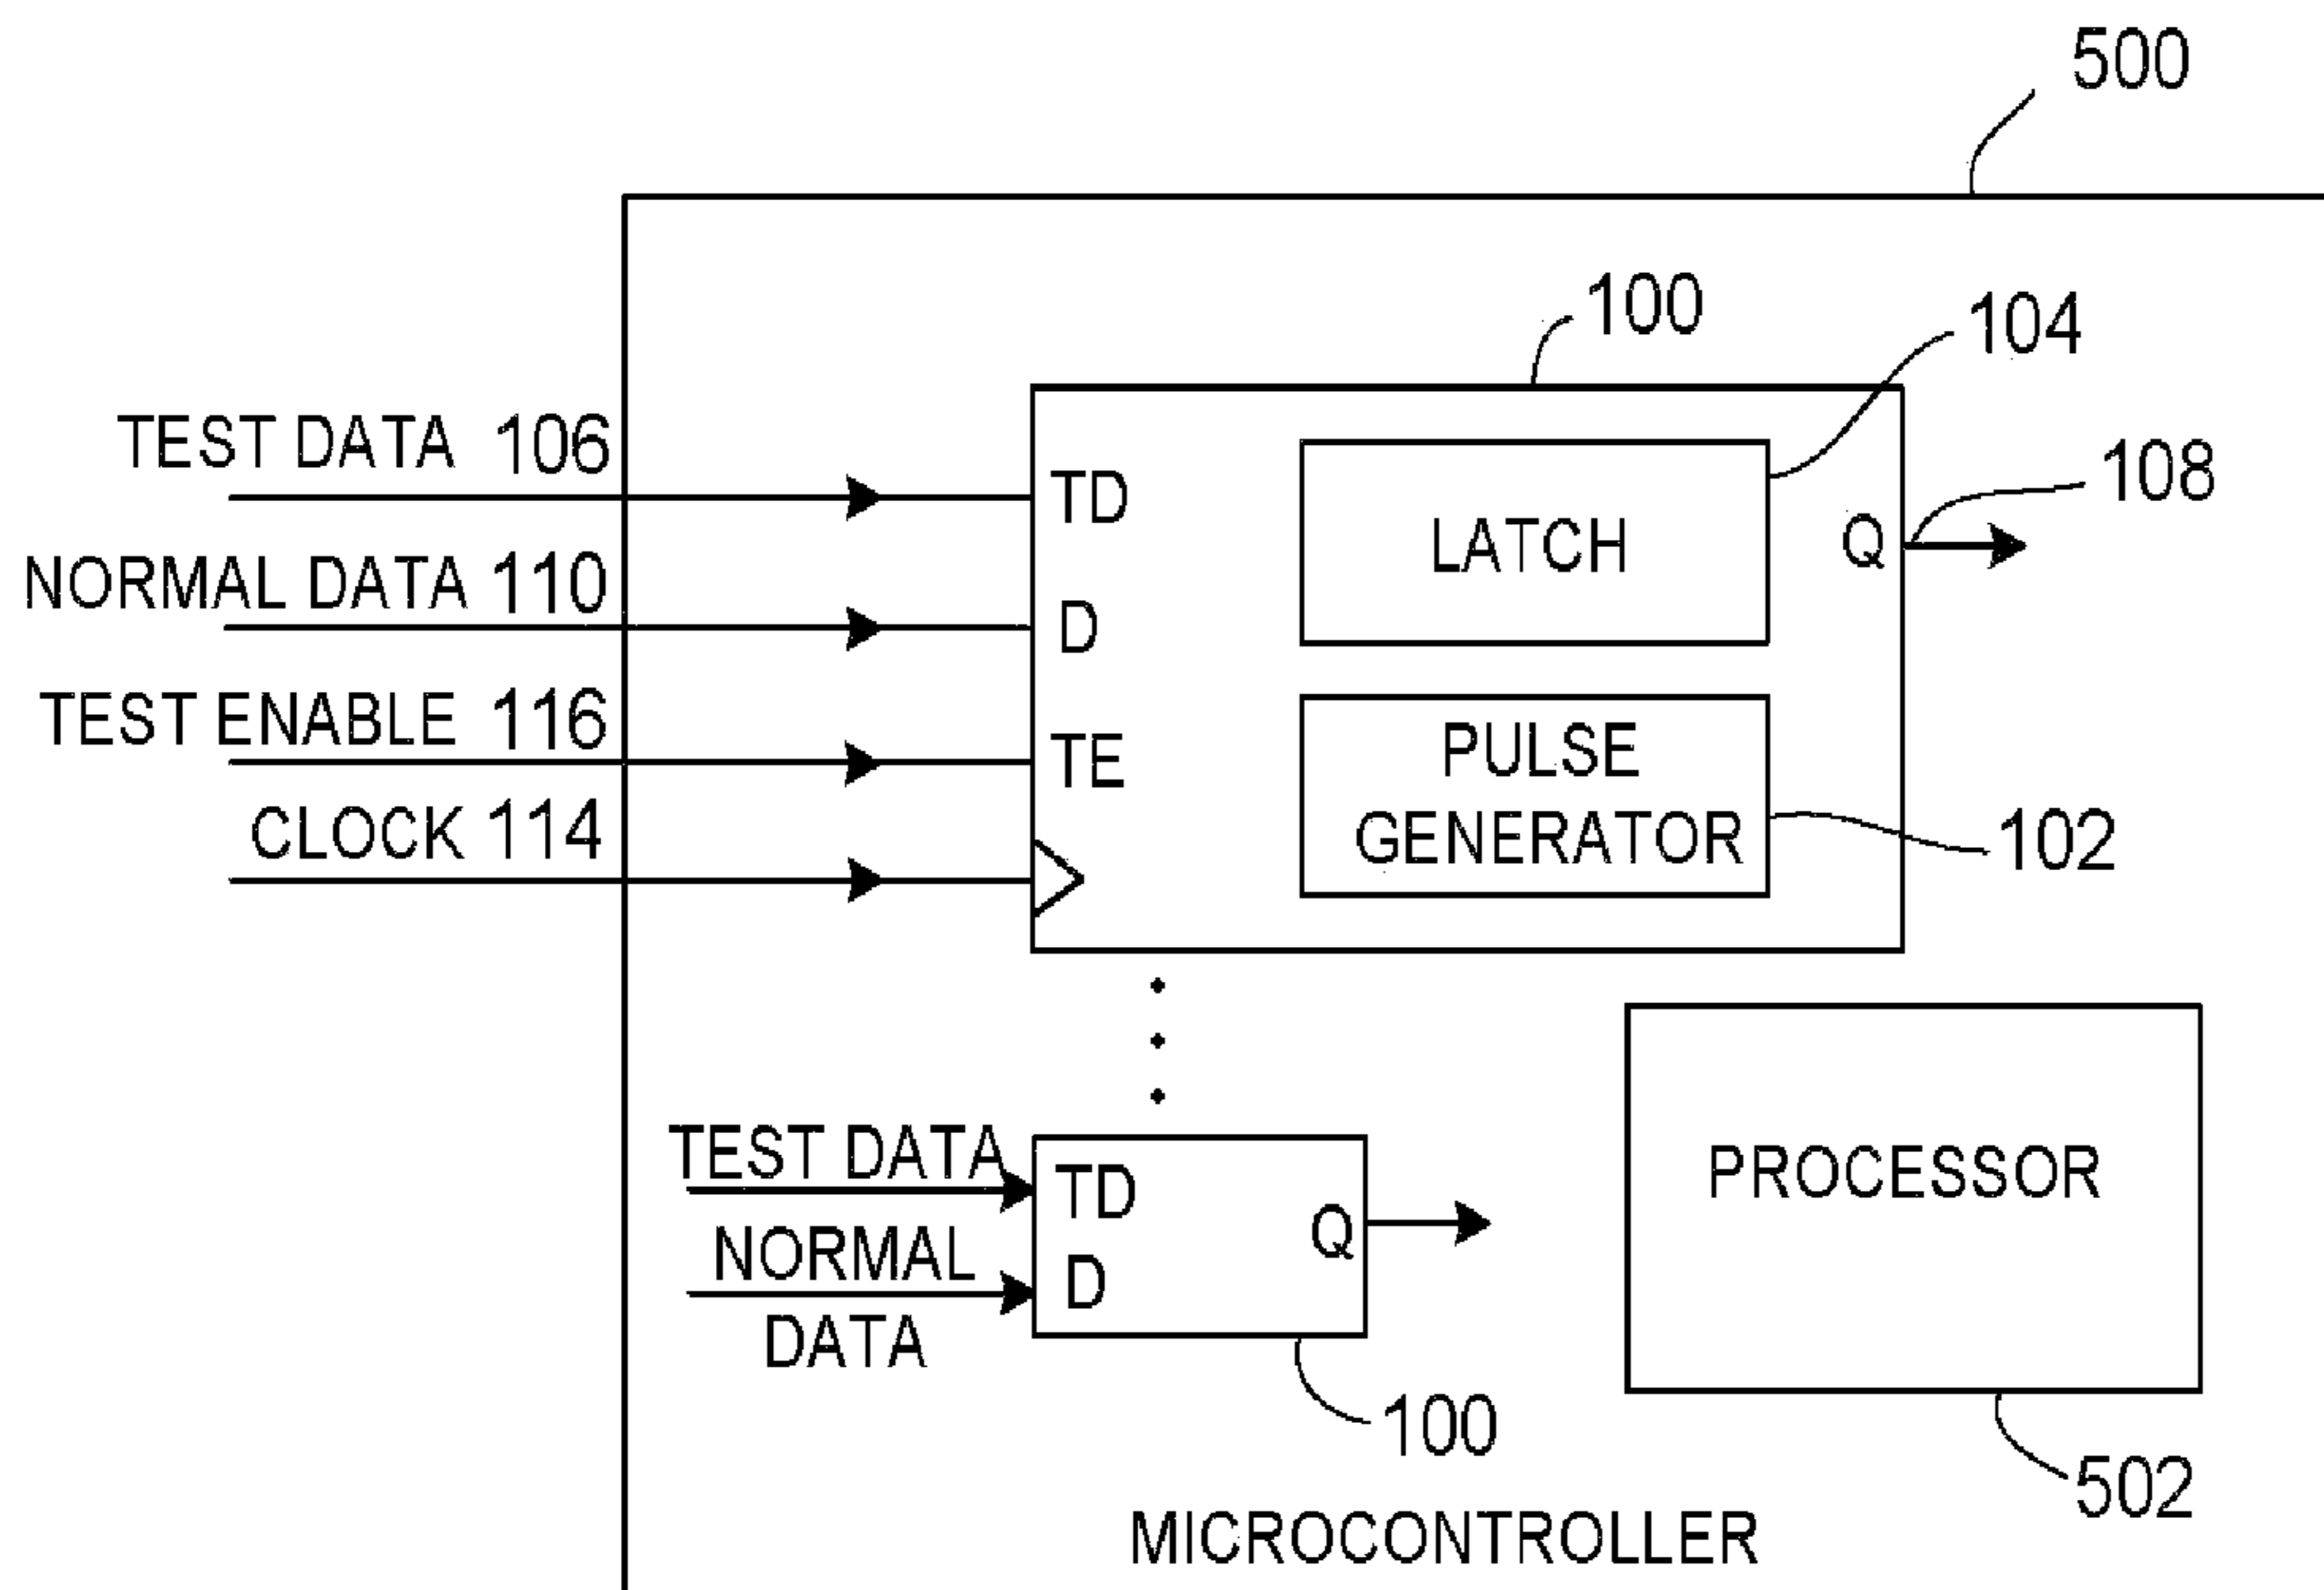 500
100
104
TEST DATA 106
TD
108
LATCH
Q
NORMAL DATA 110
D
TEST ENABLE 116
TE
PULSE
GENERATOR
CLOCK 114
102
TEST DATA
TD
Q
NORMAL
D
DATA
PROCESSOR
100
502
MICROCONTROLLER